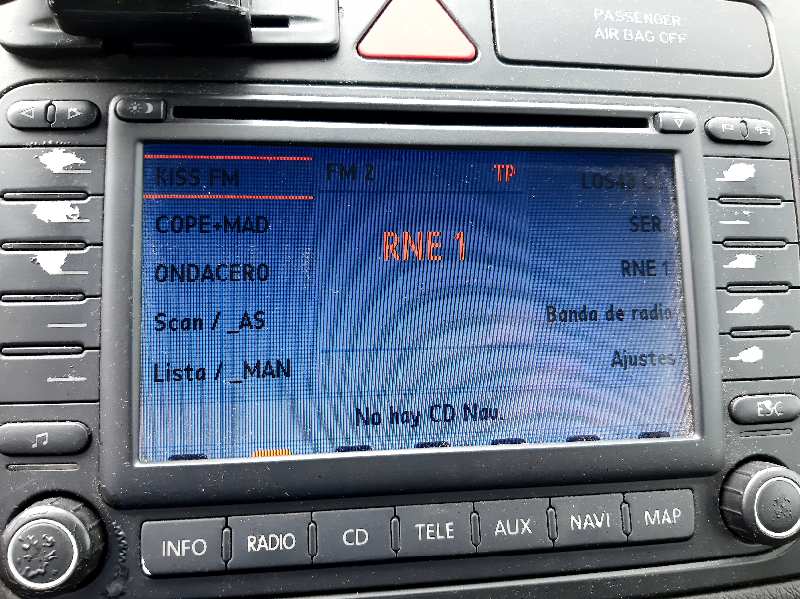 PASSENGER
AIR BAG OFF
KISS FM
FM 2
TP
COPE+MAD
SER
RNE 1
ONDACERO
RNE 1
Scan / _AS
Banda de radio
Lista / _MAN
Ajustes
No hay CD Nav.
ESC
INFO
RADIO
CD
TELE
AUX
NAVI
MAP